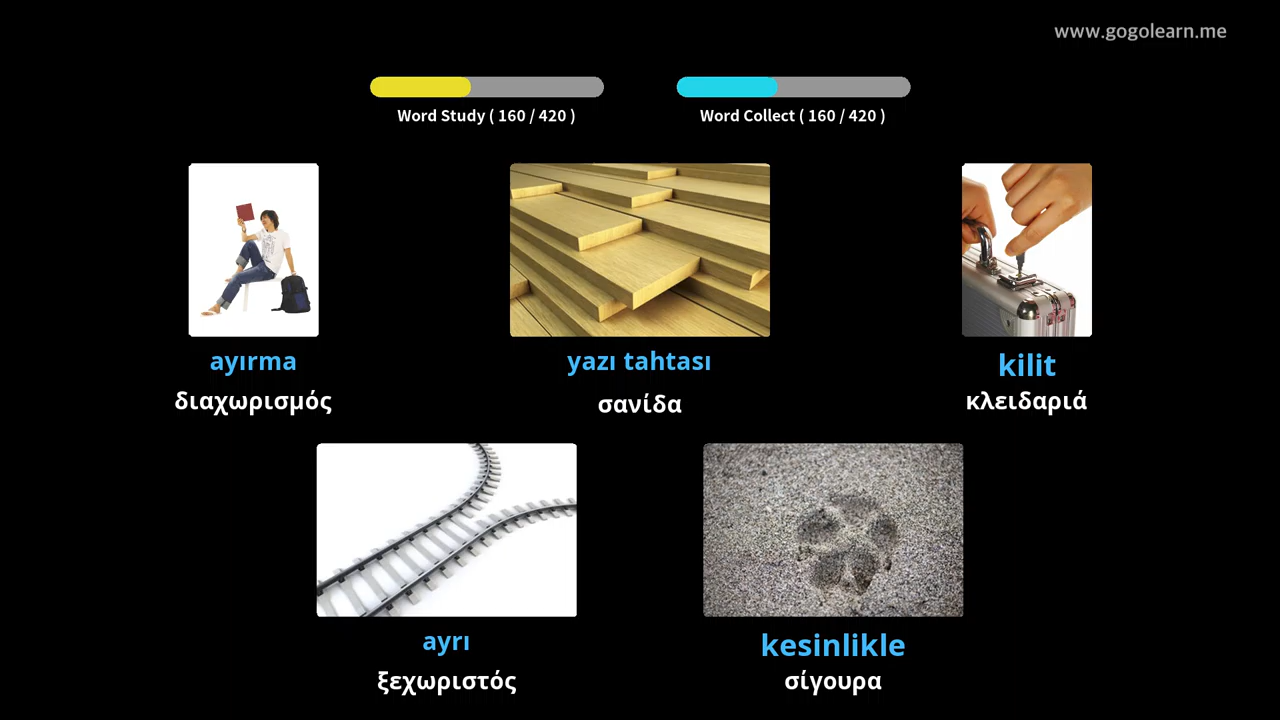 www.gogolearn.me
Word Study ( 160 / 420 )
Word Collect ( 160 / 420 )
ayırma
διαχωρισμός
yazı tahtası
σανίδα
kilit
κλειδαριά
ayrı
ξεχωριστός
kesinlikle
σίγουρα